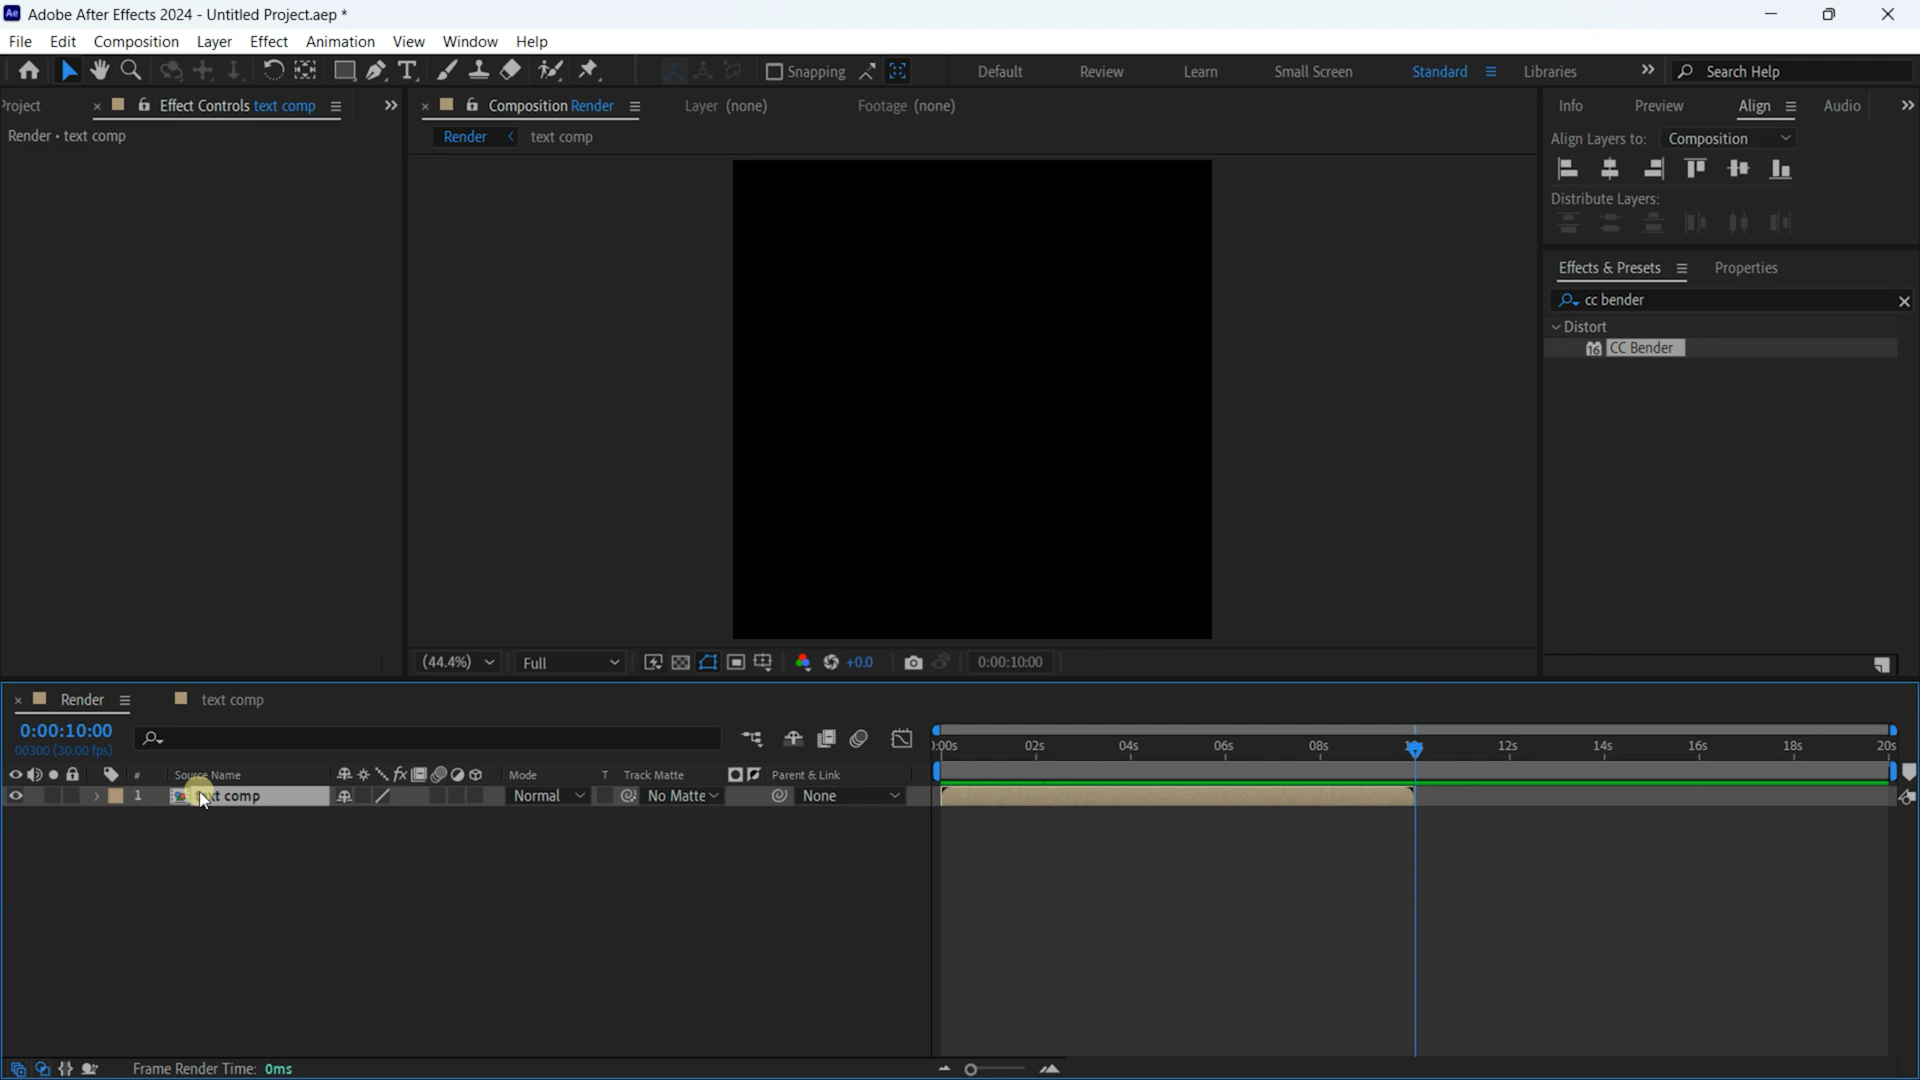 Adobe After Effects 2024 - Untitled Project.aep *
File Edit Composition Layer Effect Animation View Window Help
Snapping Default Review Learn Small Screen Standard Libraries Search Help
roject Effect Controls text comp Composition Render Layer (none) Footage (none) Info Preview Align Audio
Render • text comp Render text comp Align Layers to: Composition
Distribute Layers:
Effects & Presets Properties
cc bender
Distort
16 CC Bender
(44.4%) Full +0.0 0:00:10:00
Render text comp
0:00:10:00
00300 (30.00 fps) :00s 02s 04s 06s 08s 12s 14s 16s 18s 20s
# Source Name Mode T Track Matte Parent & Link
1 comp Normal No Matte None
Frame Render Time: 0ms